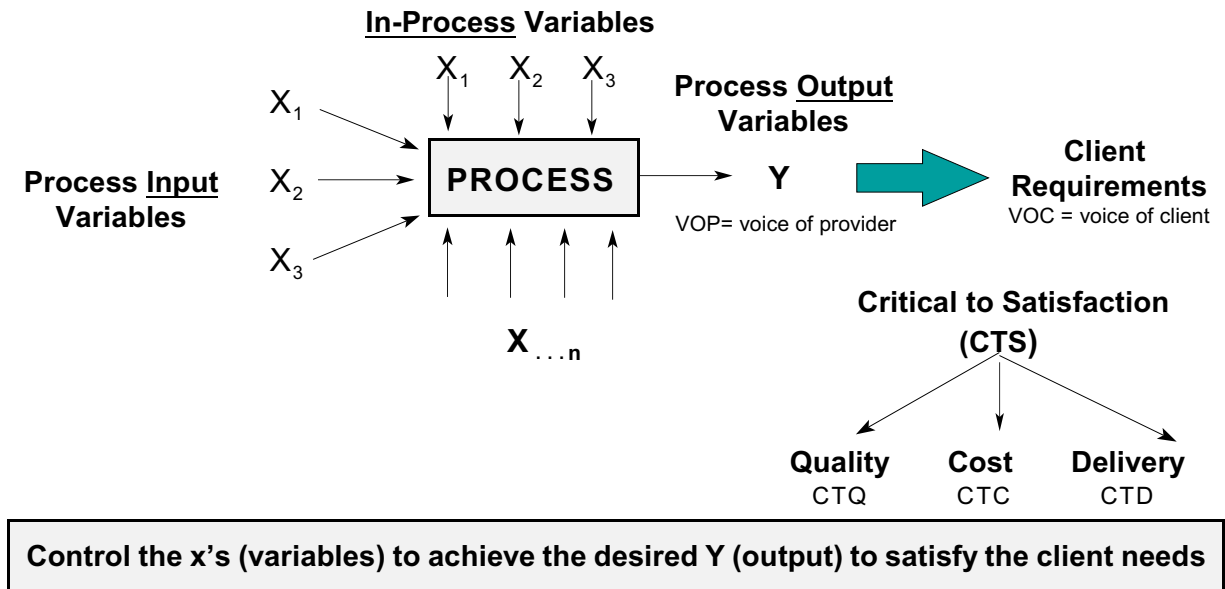 In-Process Variables
X1 X2 X3
Process Output
Variables
X1
X2
X3
Process Input
Variables
PROCESS
Y
VOP= voice of provider
Client
Requirements
VOC = voice of client
X ...n
Critical to Satisfaction
(CTS)
Quality Cost Delivery
CTQ CTC CTD
Control the x’s (variables) to achieve the desired Y (output) to satisfy the client needs